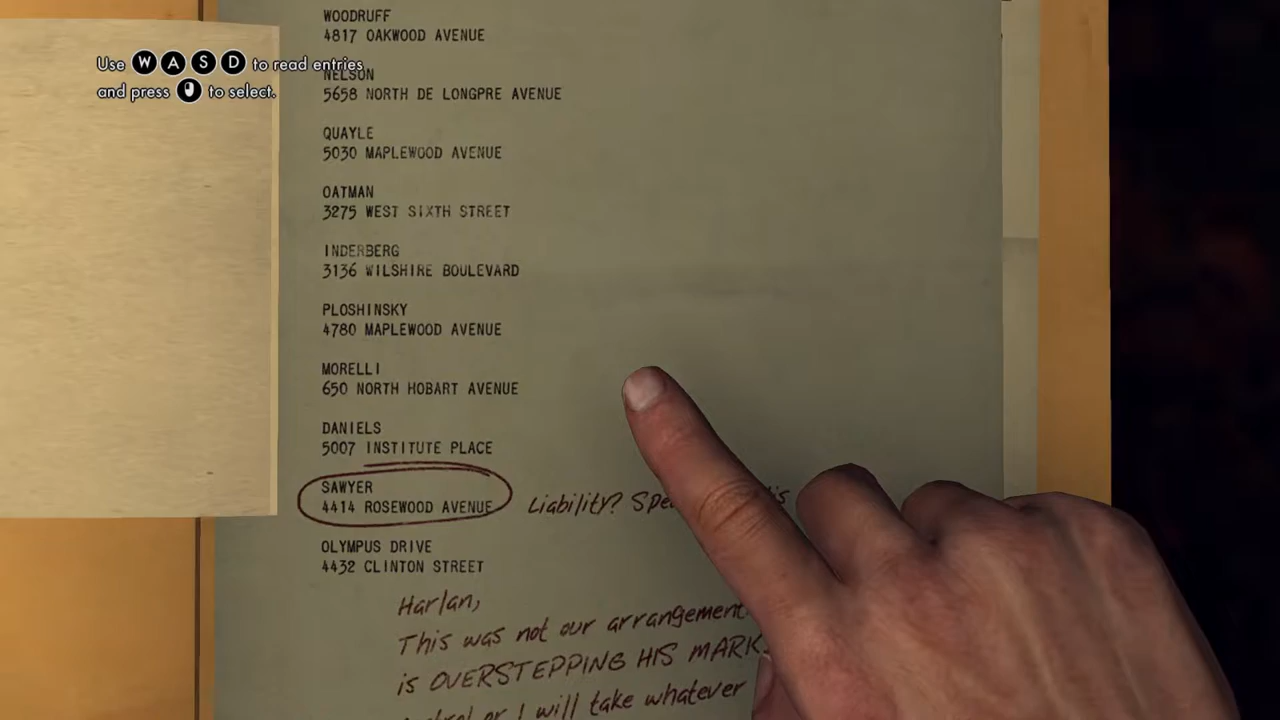 Use W A S D to read entries
and press to select.
WOODRUFF
4817 OAKWOOD AVENUE
NELSON
5658 NORTH DE LONGPRE AVENUE
QUAYLE
5030 MAPLEWOOD AVENUE
OATMAN
3275 WEST SIXTH STREET
INDERBERG
3136 WILSHIRE BOULEVARD
PLOSHINSKY
4780 MAPLEWOOD AVENUE
MORELLI
650 NORTH HOBART AVENUE
DANIELS
5007 INSTITUTE PLACE
SAWYER
4414 ROSEWOOD AVENUE Liability?
OLYMPUS DRIVE
4432 CLINTON STREET
Harlan,
This was not our arrangement.
is OVERSTEPPING HIS MARK.
or I will take whatever